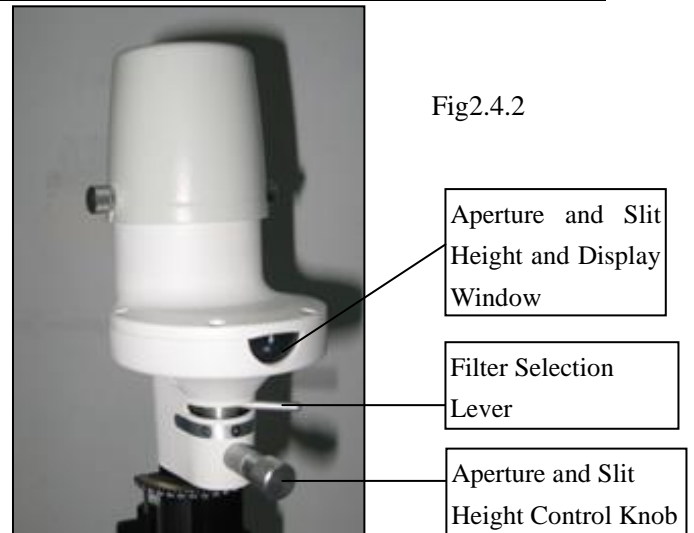 Fig2.4.2
Aperture and Slit
Height and Display
Window
Filter Selection
Lever
Aperture and Slit
Height Control Knob